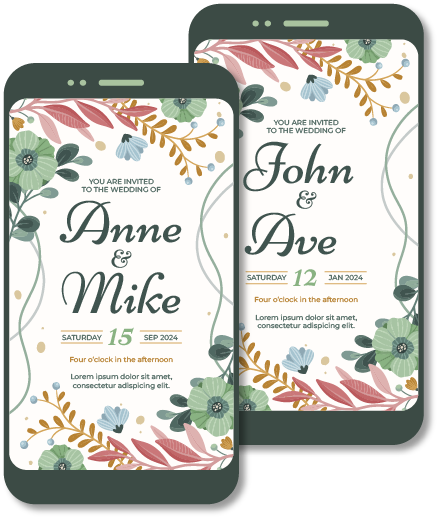 YOU ARE INVITED
TO THE WEDDING OF
Anne
&
Mike
SATURDAY 15 SEP 2024
Four o'clock in the afternoon
Lorem ipsum dolor sit amet,
consectetur adipiscing elit.
YOU ARE INVITED
TO THE WEDDING OF
John
&
Ave
SATURDAY 12 JAN 2024
Four o'clock in the afternoon
Lorem ipsum dolor sit amet,
consectetur adipiscing elit.